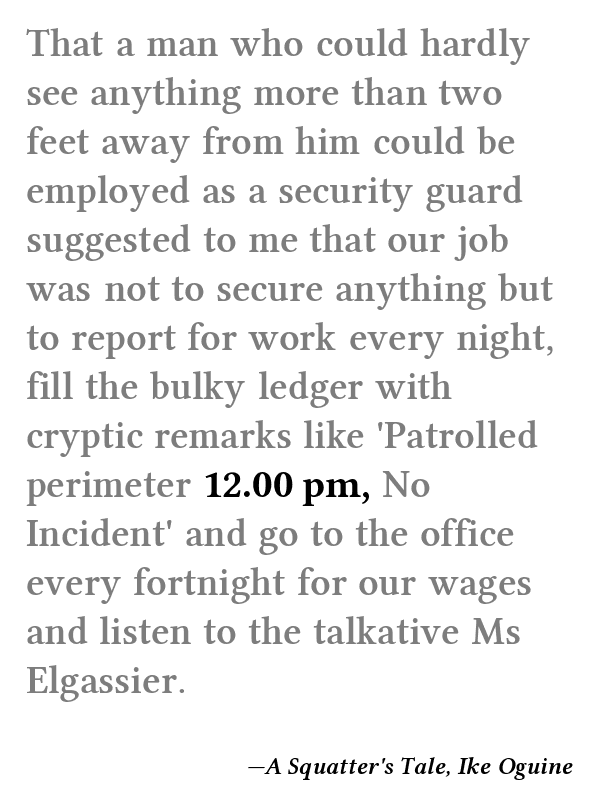 That a man who could hardly
see anything more than two
feet away from him could be
employed as a security guard
suggested to me that our job
was not to secure anything but
to report for work every night,
fill the bulky ledger with
cryptic remarks like 'Patrolled
perimeter 12.00 pm, No
Incident' and go to the office
every fortnight for our wages
and listen to the talkative Ms
Elgassier.
—A Squatter's Tale, Ike Oguine